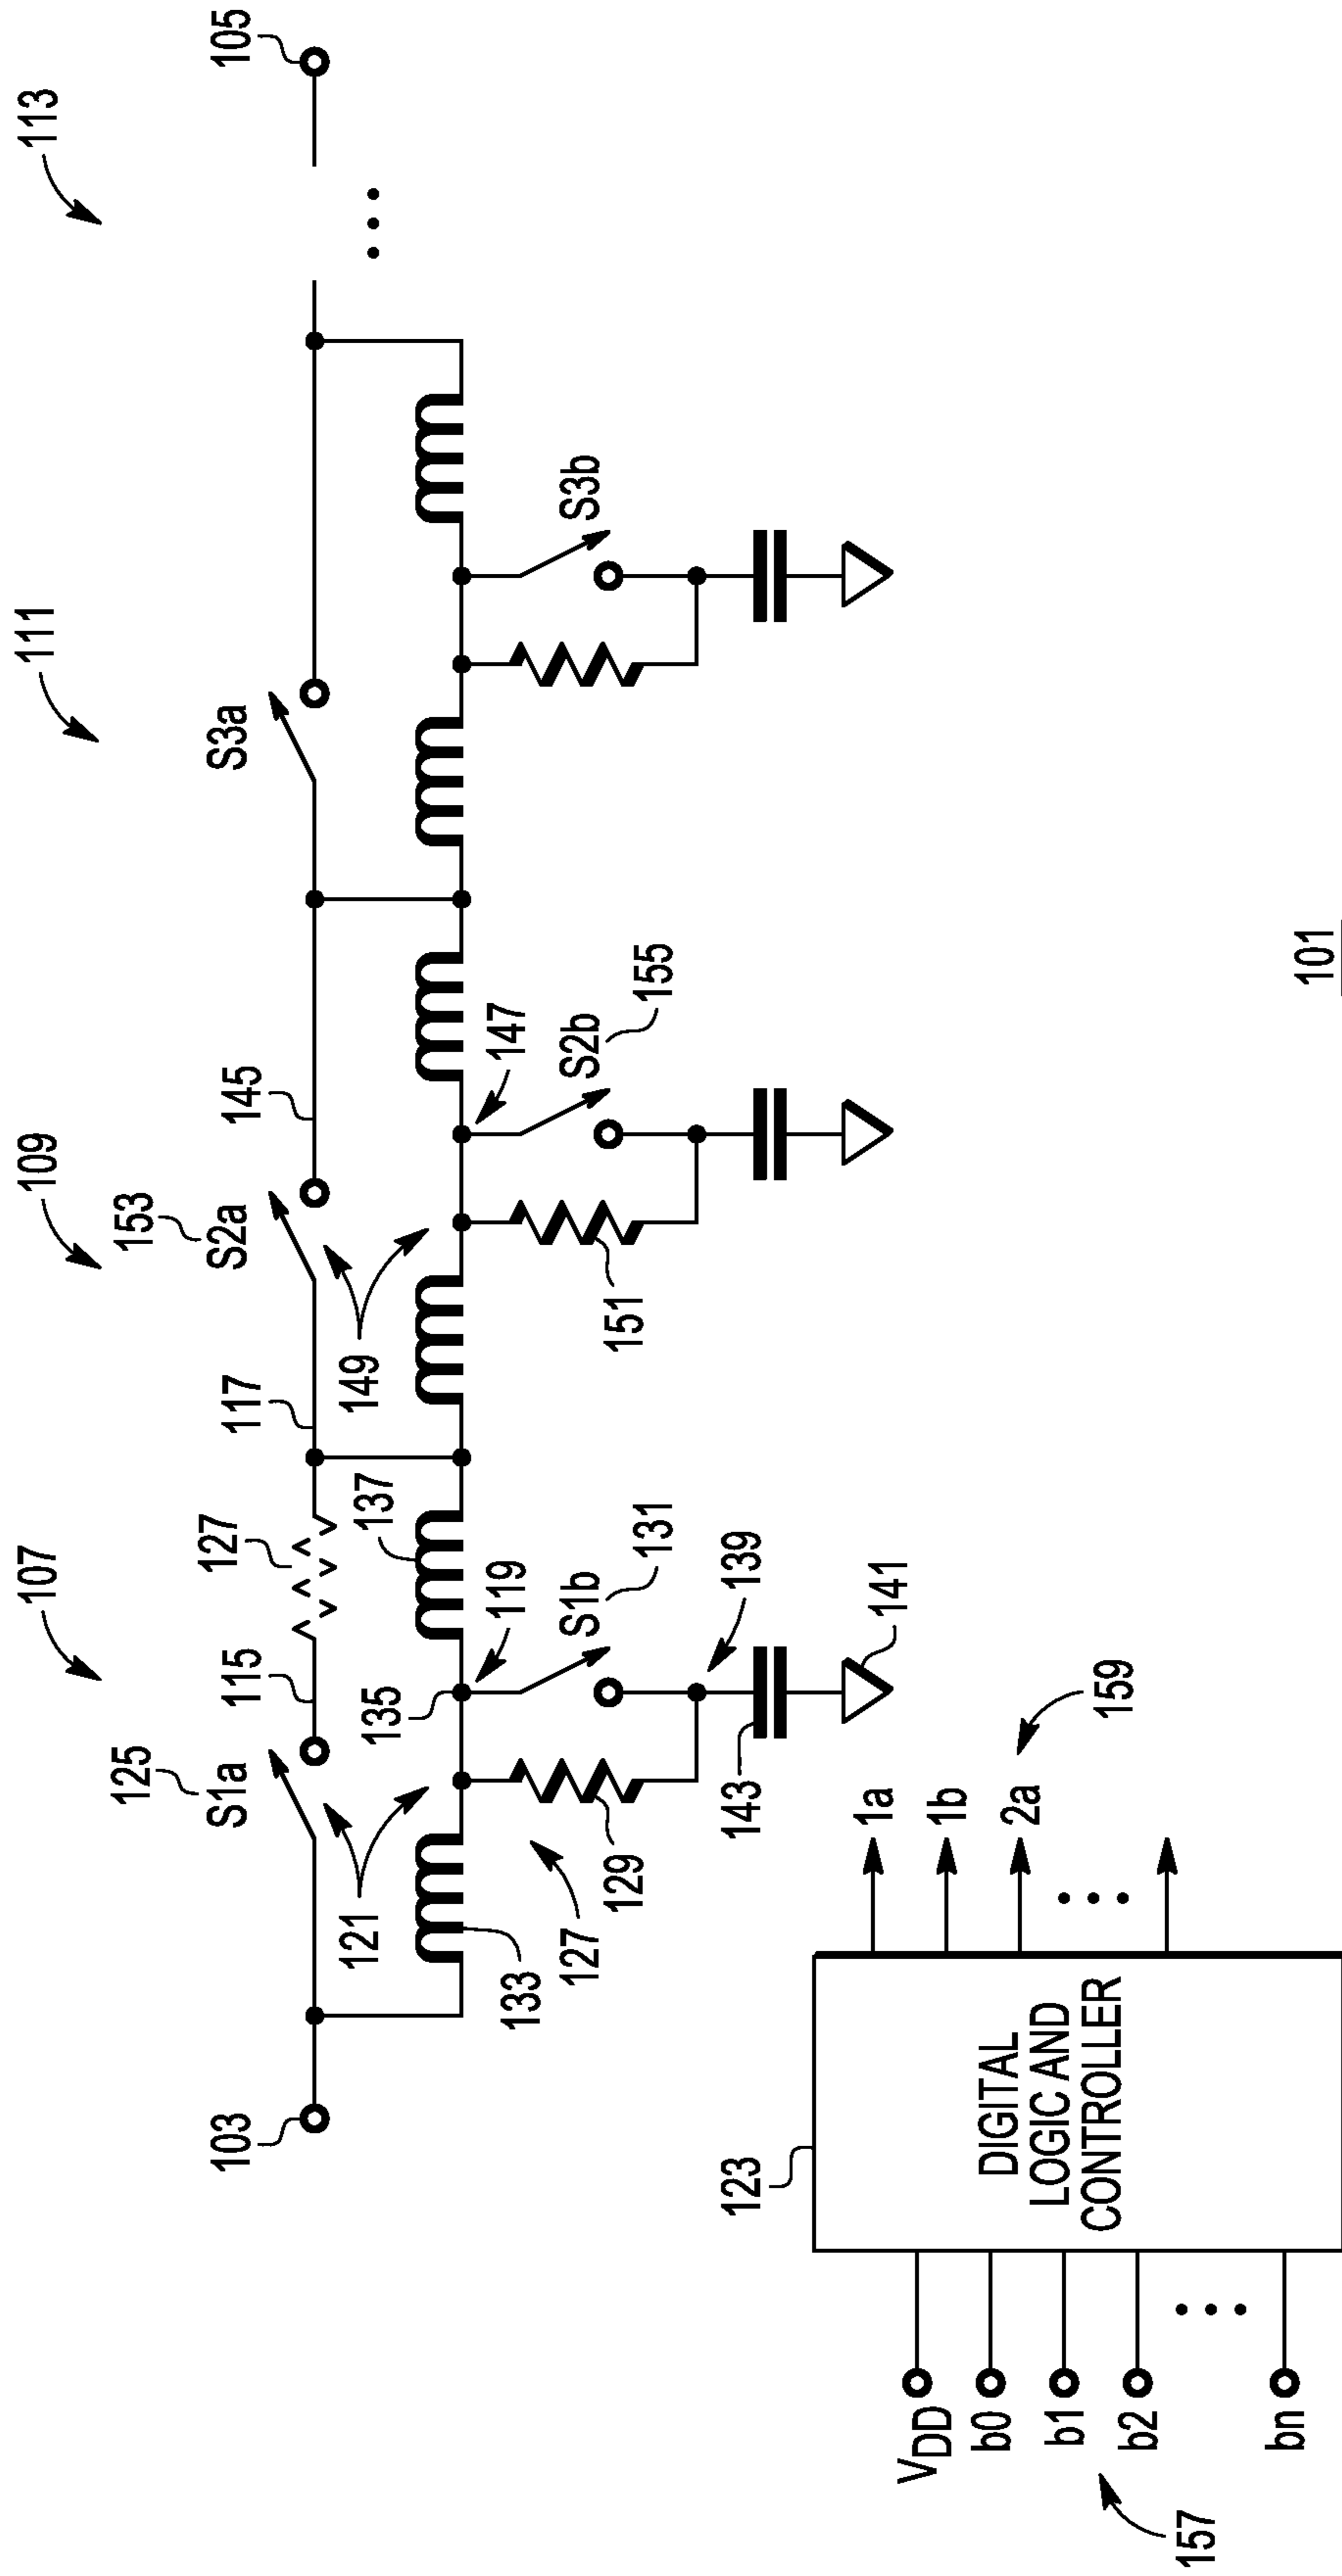 107
109
111
113
125
S1a
115
127
117
153
S2a
145
S3a
105
103
121
133
135
119
137
149
147
127
129
S1b
131
151
S2b
155
S3b
139
143
141
123
DIGITAL
LOGIC AND
CONTROLLER
VDD
b0
b1
b2
bn
157
1a
1b
2a
159
101